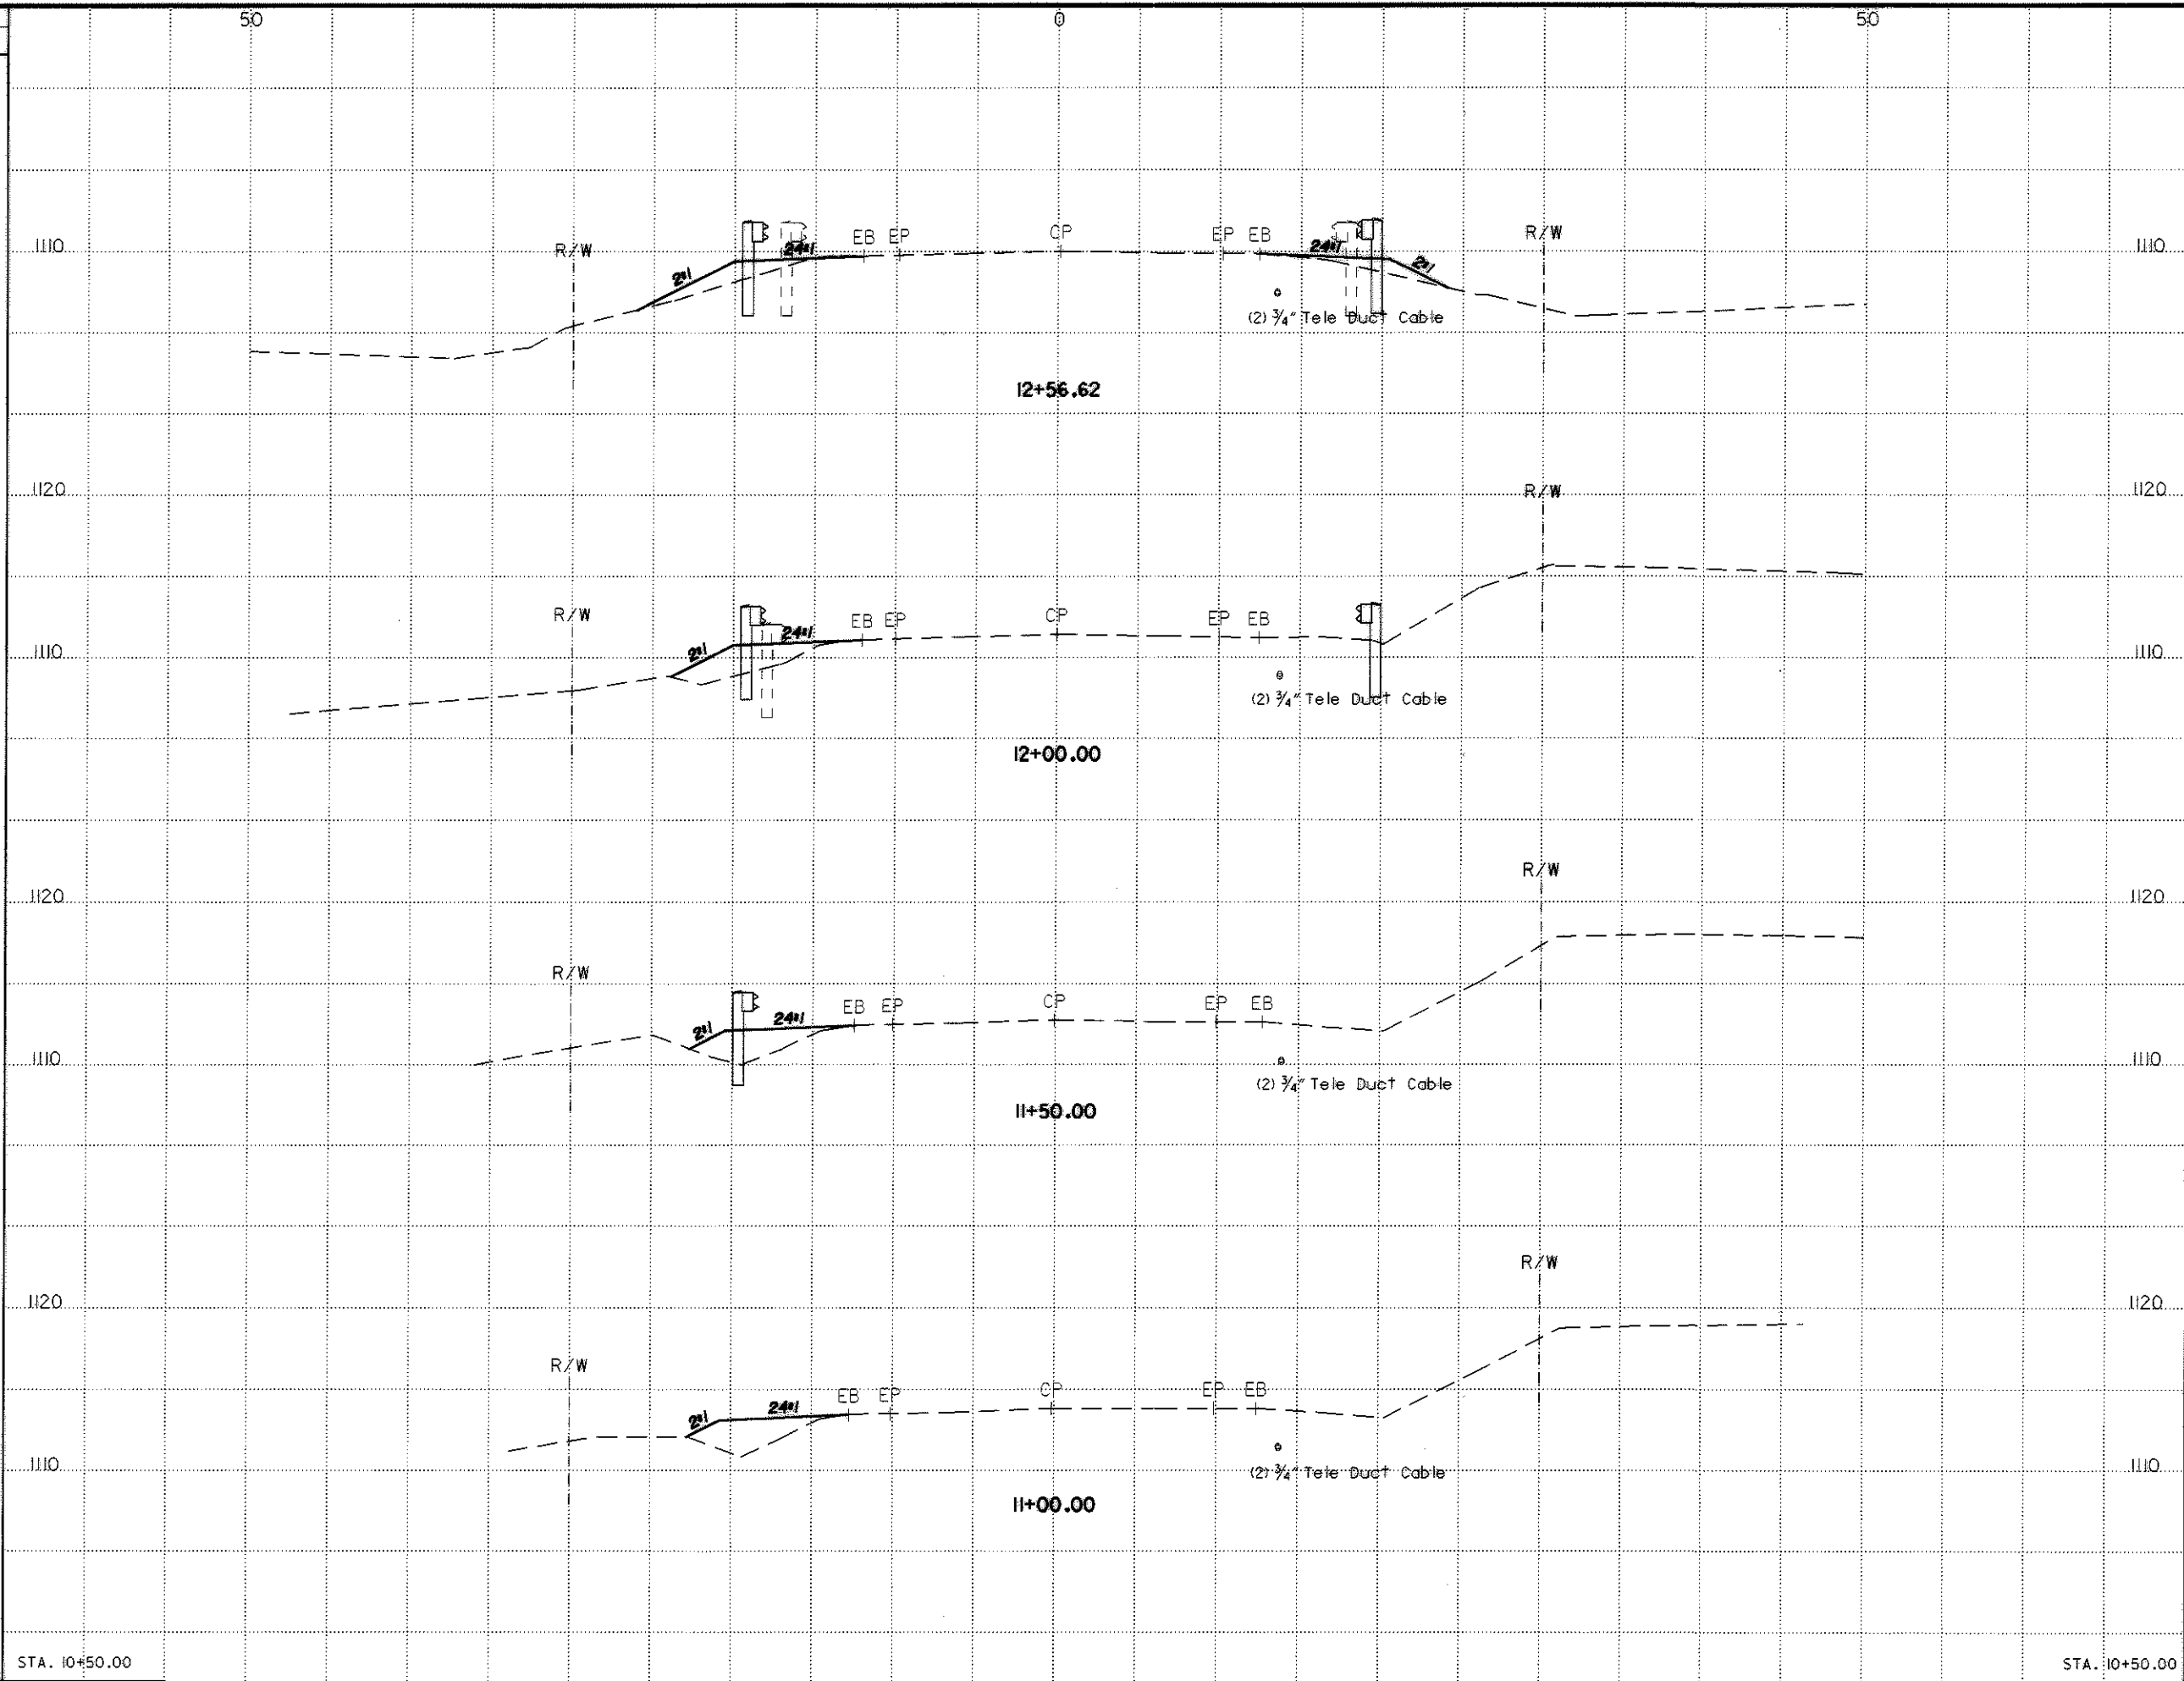 50 0 50
R/W EB EP CP EP EB R/W
1110 24:1 24:1 1110
2:1 2:1
(2) 3/4" Tele Duct Cable
12+56.62
1120 R/W 1120
R/W EB EP CP EP EB
24:1
1110 2:1 1110
(2) 3/4" Tele Duct Cable
12+00.00
R/W
1120 1120
R/W
EB EP CP EP EB
2:1 24:1
1110 1110
(2) 3/4" Tele Duct Cable
11+50.00
R/W
1120 1120
R/W
EB EP CP EP EB
2:1 24:1
1110 1110
(2) 3/4" Tele Duct Cable
11+00.00
STA. 10+50.00 STA. 10+50.00